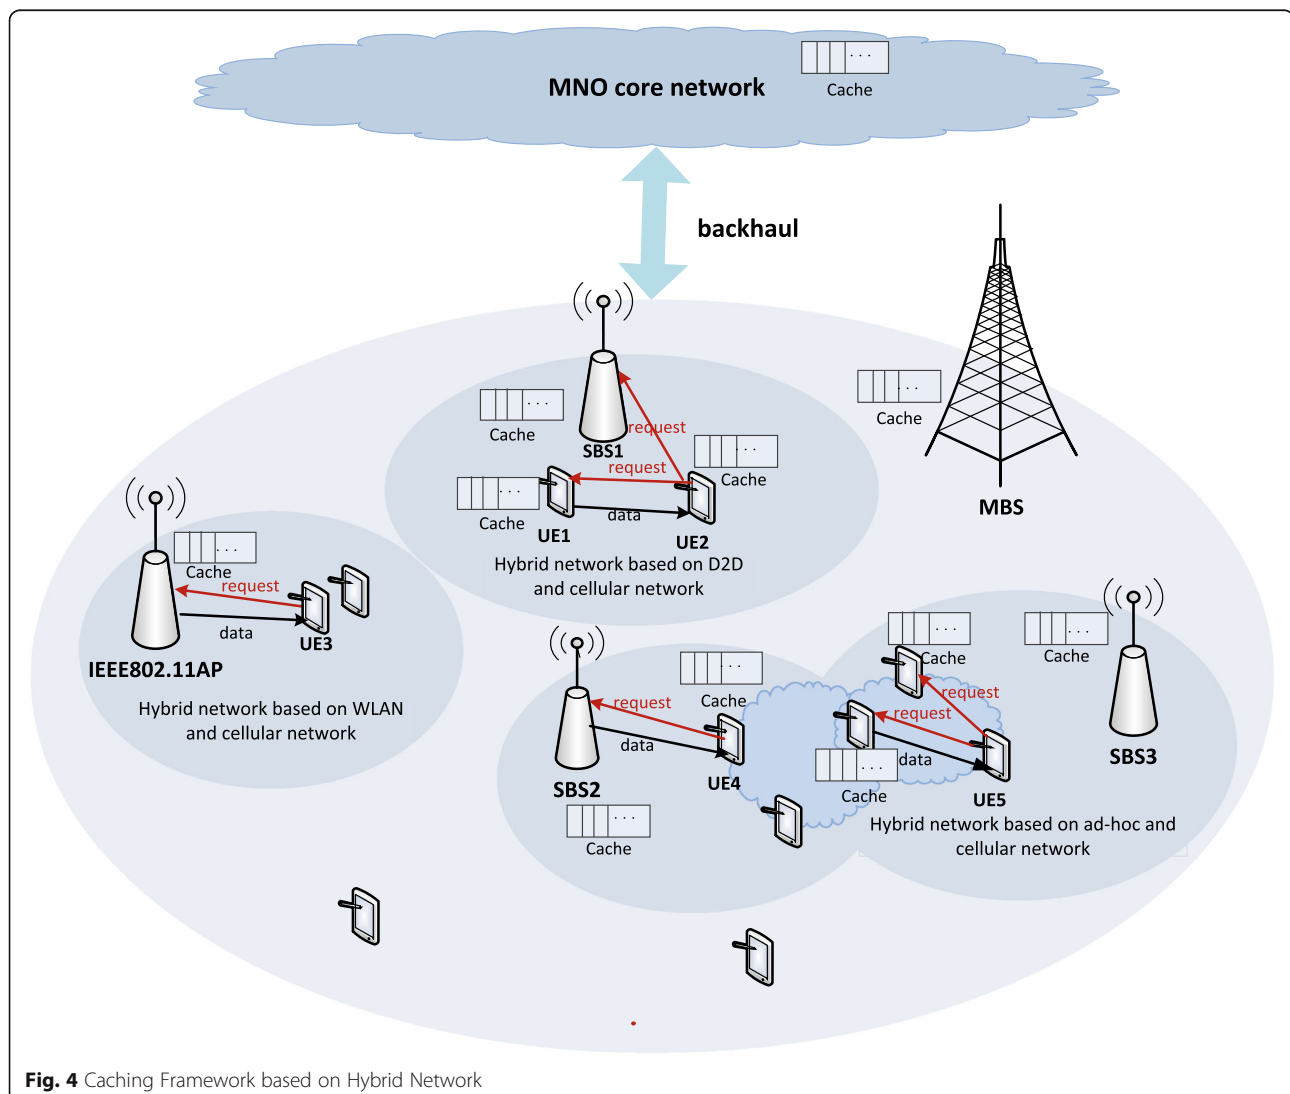 MNO core network
...
Cache
backhaul
...
Cache
MBS
...
Cache
SBS1
request
...
Cache
request
...
Cache
data
UE1
UE2
Hybrid network based on D2D
and cellular network
...
Cache
request
data
UE3
IEEE802.11AP
Hybrid network based on WLAN
and cellular network
...
Cache
request
data
UE4
SBS2
...
Cache
...
Cache
...
Cache
request
request
data
...
Cache
UE5
SBS3
Hybrid network based on ad-hoc and
cellular network
Fig. 4 Caching Framework based on Hybrid Network